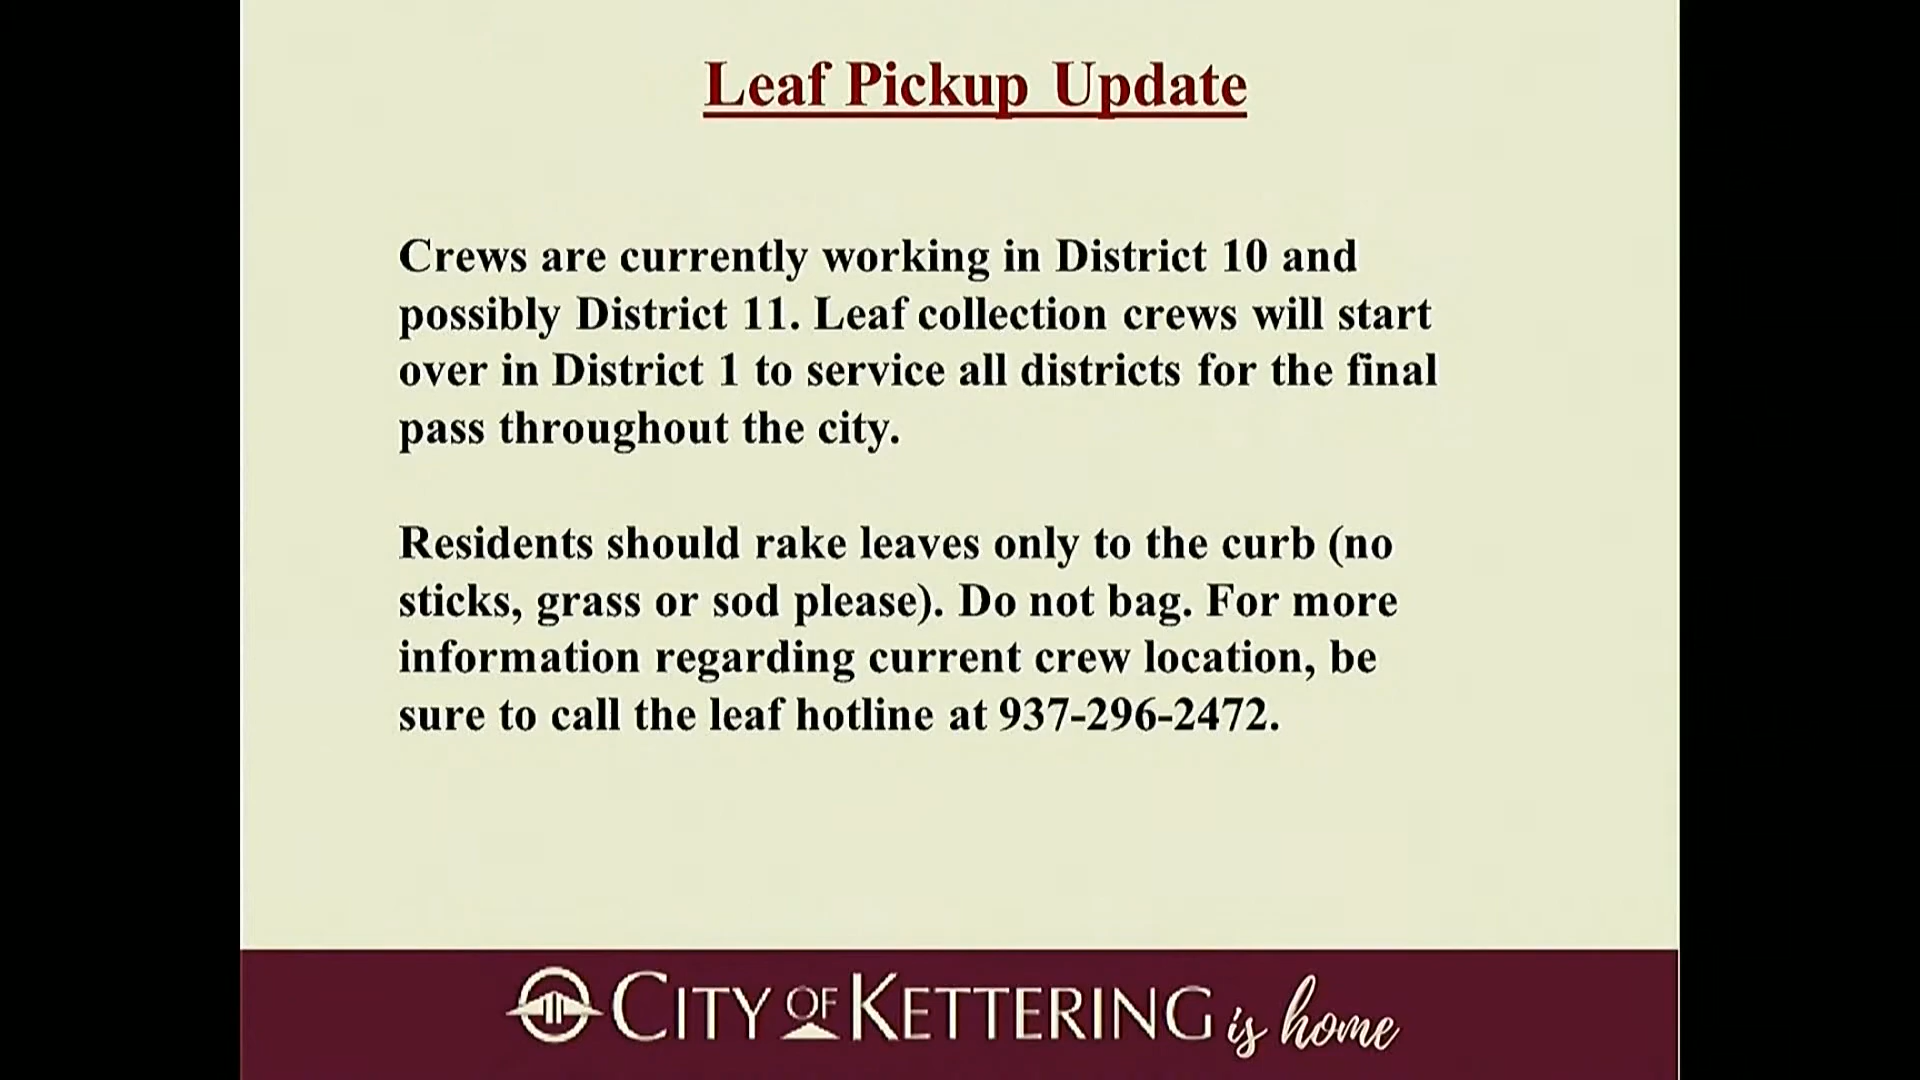 Leaf Pickup Update
Crews are currently working in District 10 and
possibly District 11. Leaf collection crews will start
over in District 1 to service all districts for the final
pass throughout the city.
Residents should rake leaves only to the curb (no
sticks, grass or sod please). Do not bag. For more
information regarding current crew location, be
sure to call the leaf hotline at 937-296-2472.
CITY OF KETTERING is home